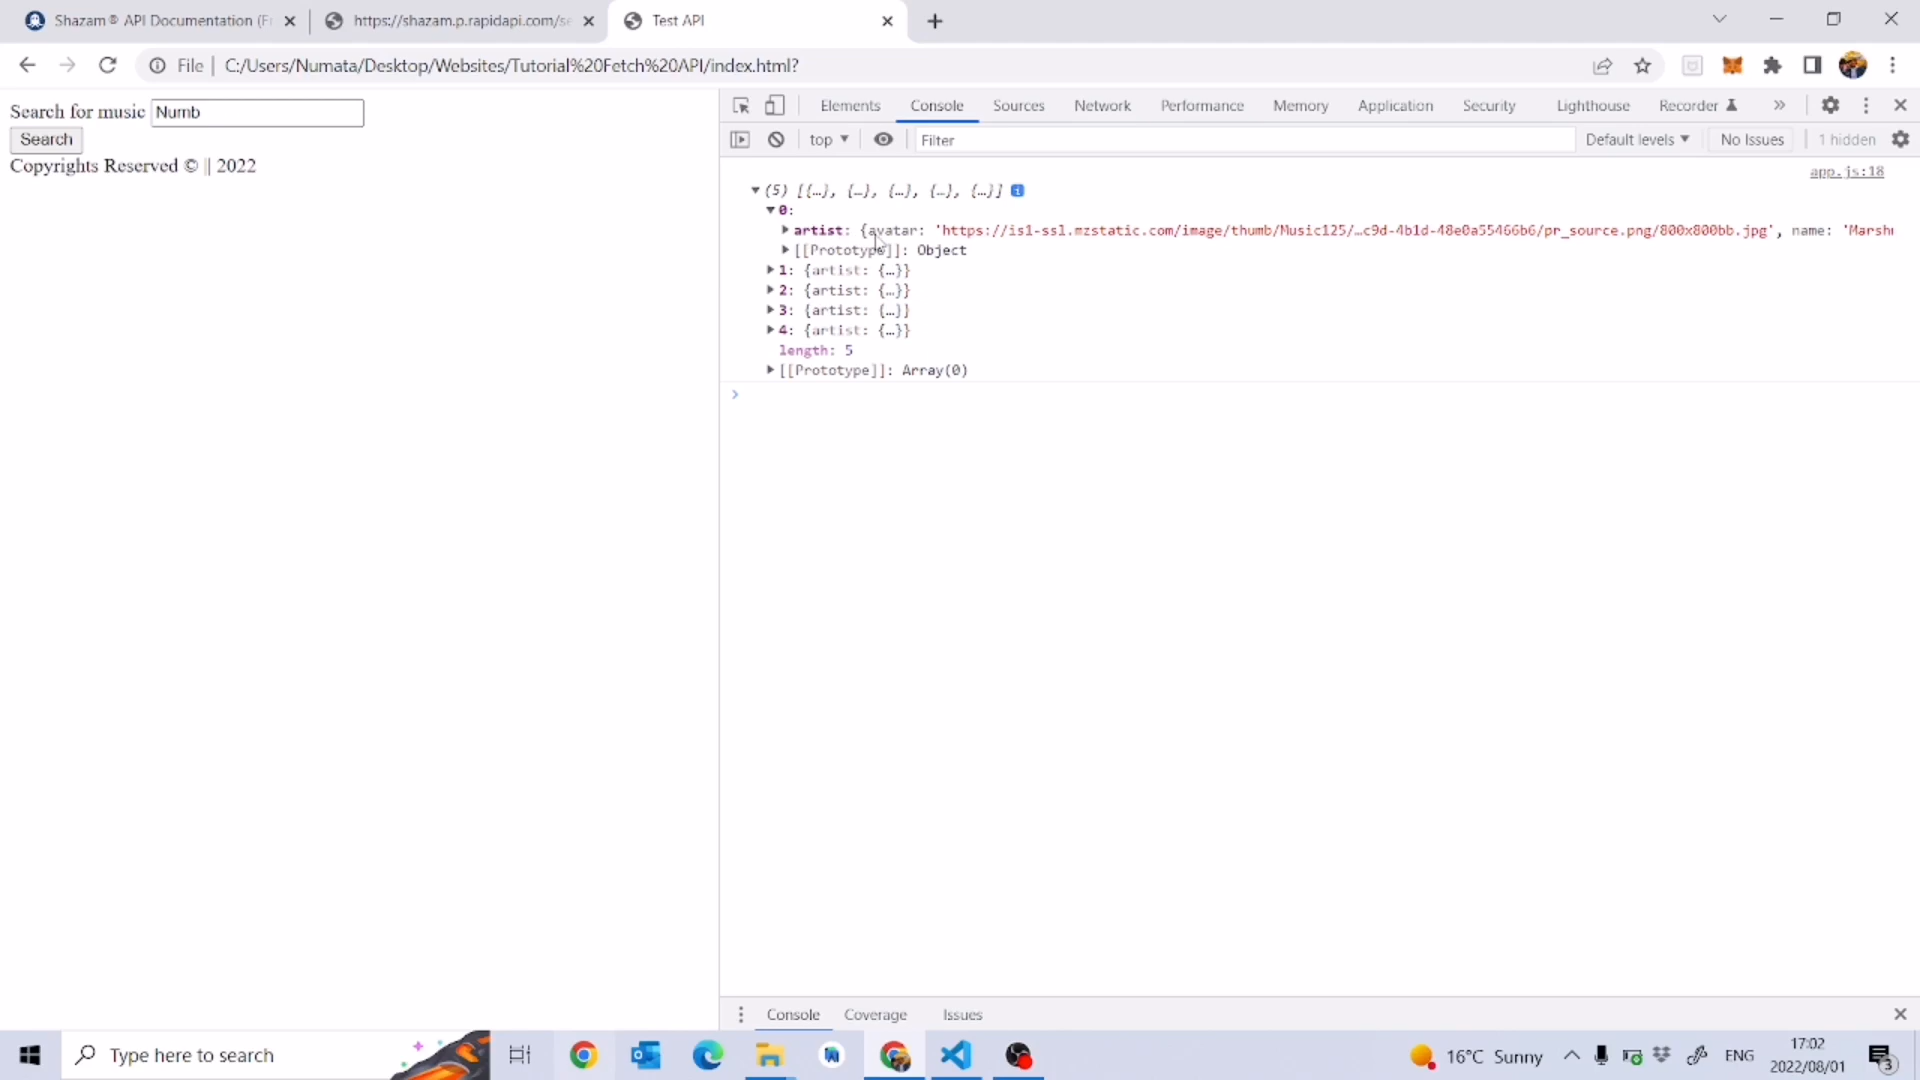 Shazam® API Documentation (Fr
https://shazam.p.rapidapi.com/se
Test API
File
C:/Users/Numata/Desktop/Websites/Tutorial%20Fetch%20API/index.html?
Search for music Numb
Search
Copyrights Reserved © || 2022
Elements Console Sources Network Performance Memory Application Security Lighthouse Recorder
top Filter Default levels No Issues 1 hidden
app.js:18
(5) [{…}, {…}, {…}, {…}, {…}]
0:
artist: {avatar: 'https://is1-ssl.mzstatic.com/image/thumb/Music125/…c9d-4b1d-48e0a55466b6/pr_source.png/800x800bb.jpg', name: 'Marshm
[[Prototype]]: Object
1: {artist: {…}}
2: {artist: {…}}
3: {artist: {…}}
4: {artist: {…}}
length: 5
[[Prototype]]: Array(0)
Console Coverage Issues
Type here to search
16°C Sunny
ENG
17:02
2022/08/01
3